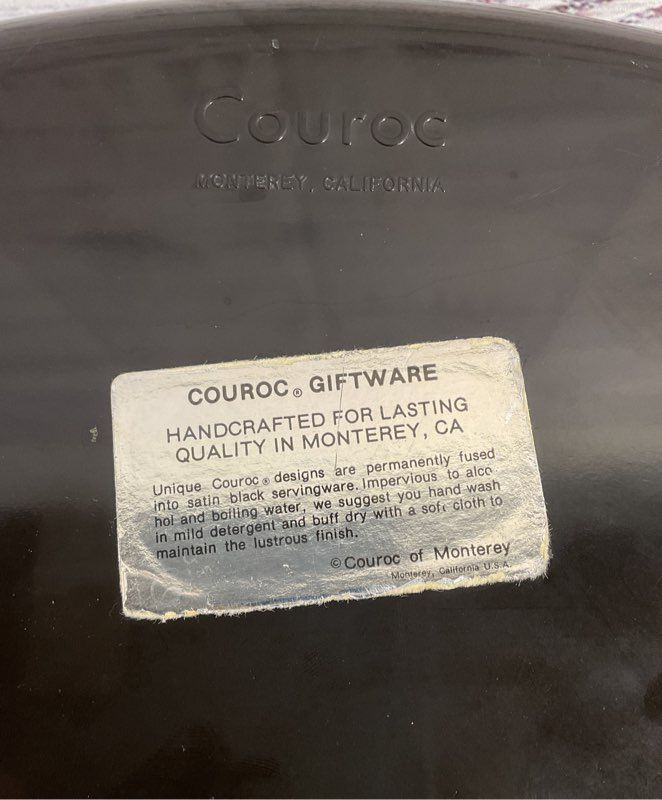 Couroc
MONTEREY, CALIFORNIA
COUROC® GIFTWARE
HANDCRAFTED FOR LASTING
QUALITY IN MONTEREY, CA
Unique Couroc® designs are permanently fused
into satin black servingware. Impervious to alco
hol and boiling water, we suggest you hand wash
in mild detergent and buff dry with a soft cloth to
maintain the lustrous finish.
© Couroc of Monterey
Monterey, California U.S.A.